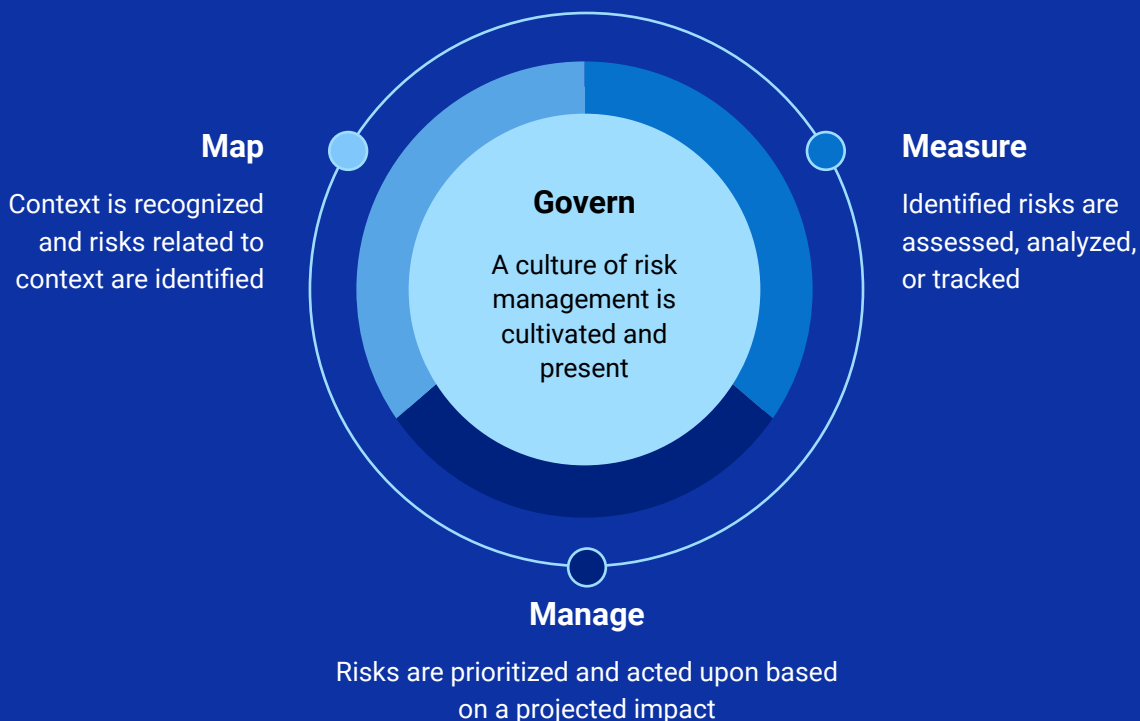 Map
Context is recognized
and risks related to
context are identified
Govern
A culture of risk
management is
cultivated and
present
Measure
Identified risks are
assessed, analyzed,
or tracked
Manage
Risks are prioritized and acted upon based
on a projected impact